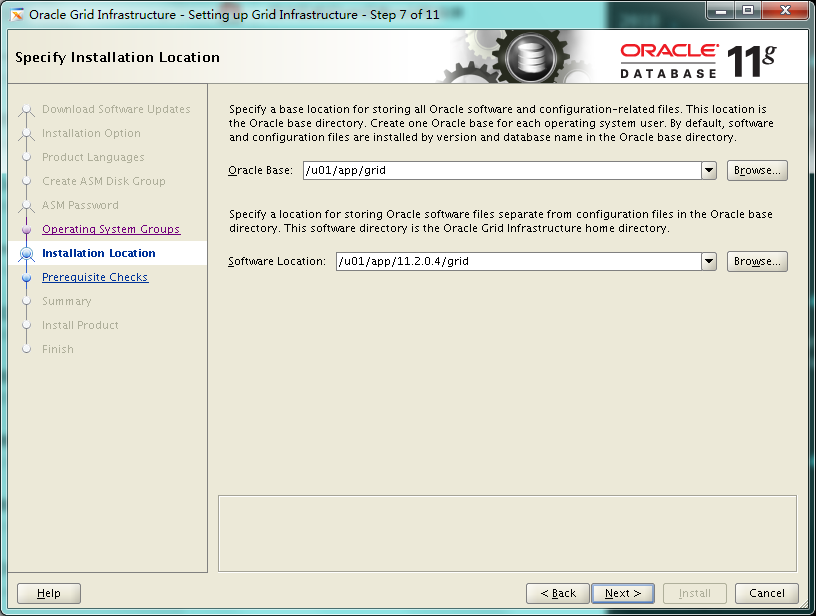 Oracle Grid Infrastructure - Setting up Grid Infrastructure - Step 7 of 11
Specify Installation Location
ORACLE
DATABASE
11g
Download Software Updates
Installation Option
Product Languages
Create ASM Disk Group
ASM Password
Operating System Groups
Installation Location
Prerequisite Checks
Summary
Install Product
Finish
Specify a base location for storing all Oracle software and configuration-related files. This location is
the Oracle base directory. Create one Oracle base for each operating system user. By default, software
and configuration files are installed by version and database name in the Oracle base directory.
Oracle Base: /u01/app/grid Browse...
Specify a location for storing Oracle software files separate from configuration files in the Oracle base
directory. This software directory is the Oracle Grid Infrastructure home directory.
Software Location: /u01/app/11.2.0.4/grid Browse...
Help < Back Next > Install Cancel